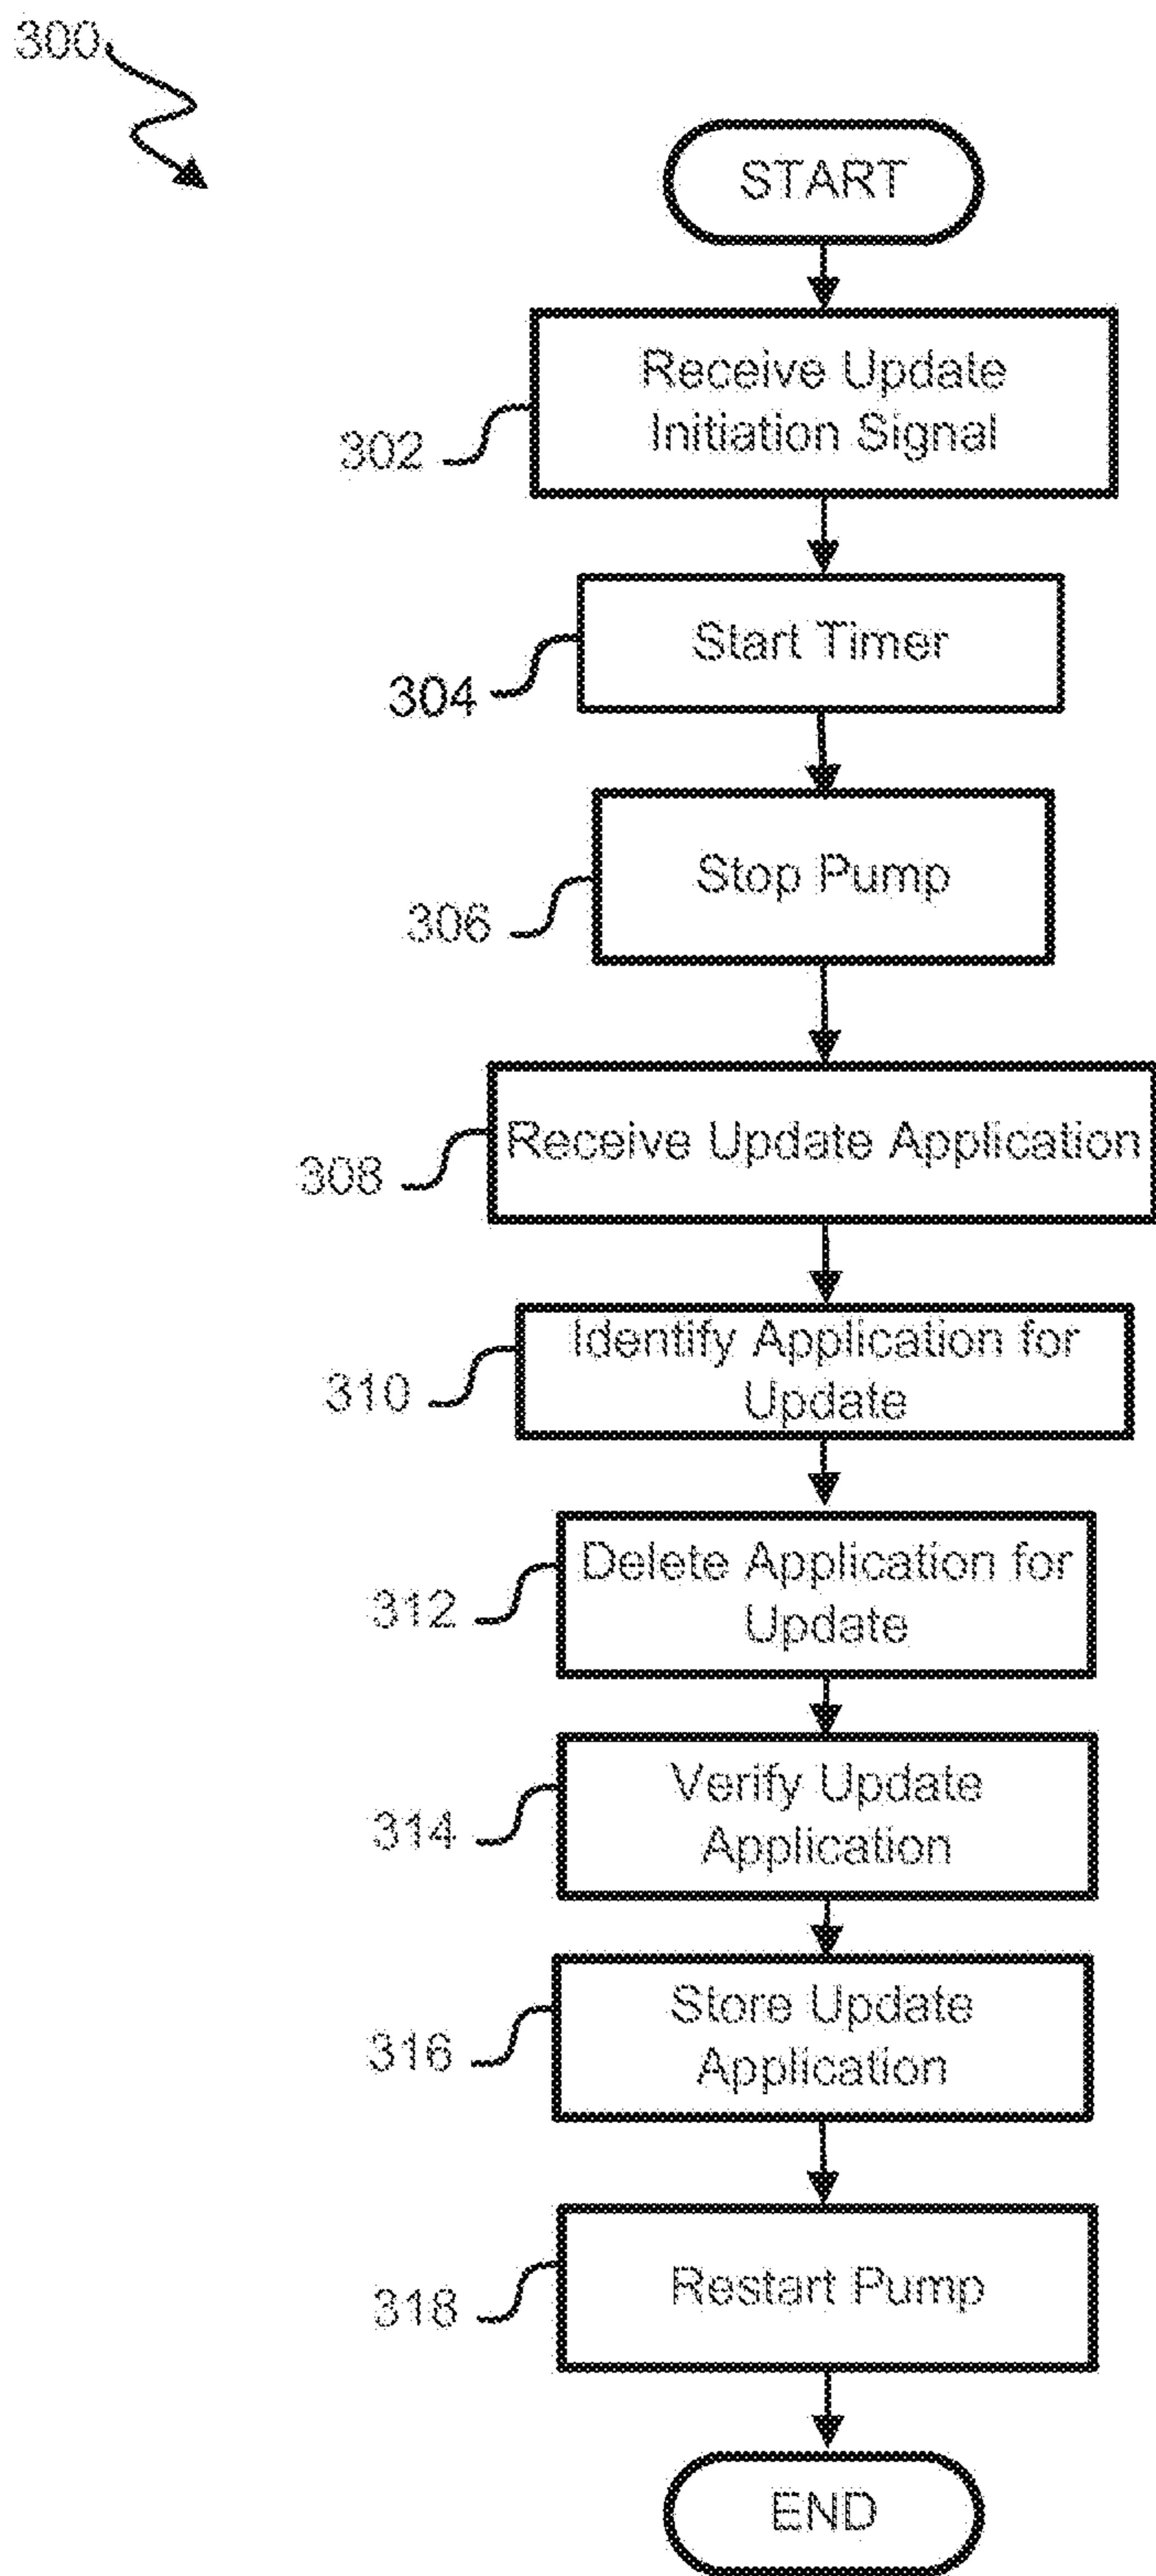 300
START
Receive Update
Initiation Signal
302
Start Timer
304
Stop Pump
306
Receive Update Application
308
Identify Application for
Update
310
Delete Application for
Update
312
Verify Update
Application
314
Store Update
Application
316
Restart Pump
318
END